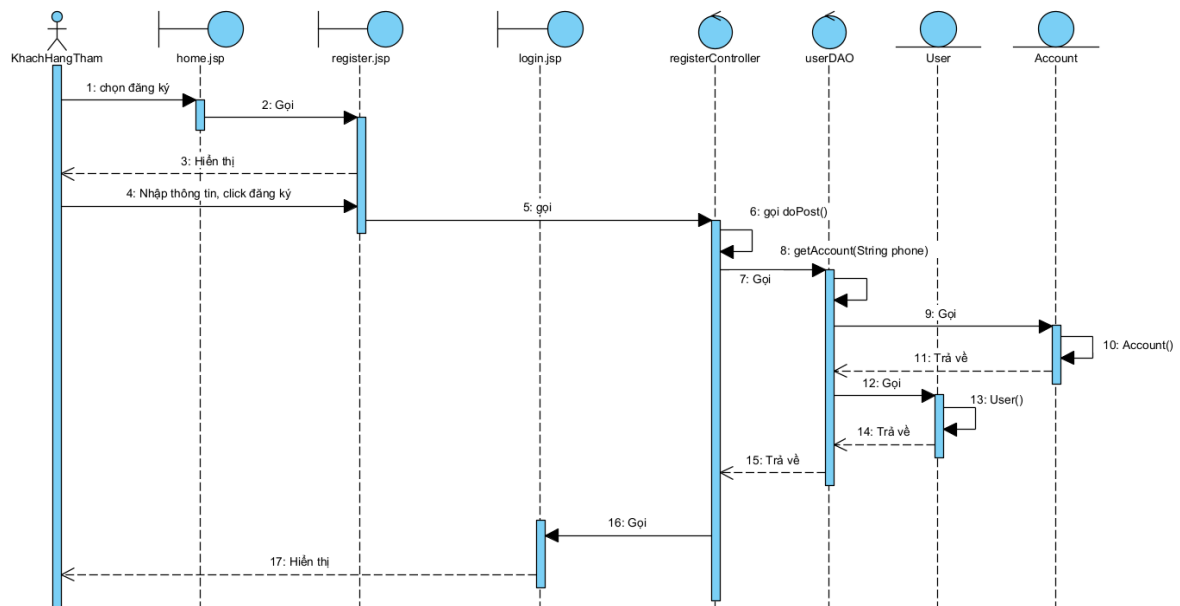 KhachHangTham
home.jsp
register.jsp
login.jsp
registerController
userDAO
User
Account
1: chọn đăng ký
2: Gọi
3: Hiển thị
4: Nhập thông tin, click đăng ký
5: gọi
6: gọi doPost()
8: getAccount(String phone)
7: Gọi
9: Gọi
10: Account()
11: Trả về
12: Gọi
13: User()
14: Trả về
15: Trả về
16: Gọi
17: Hiển thị